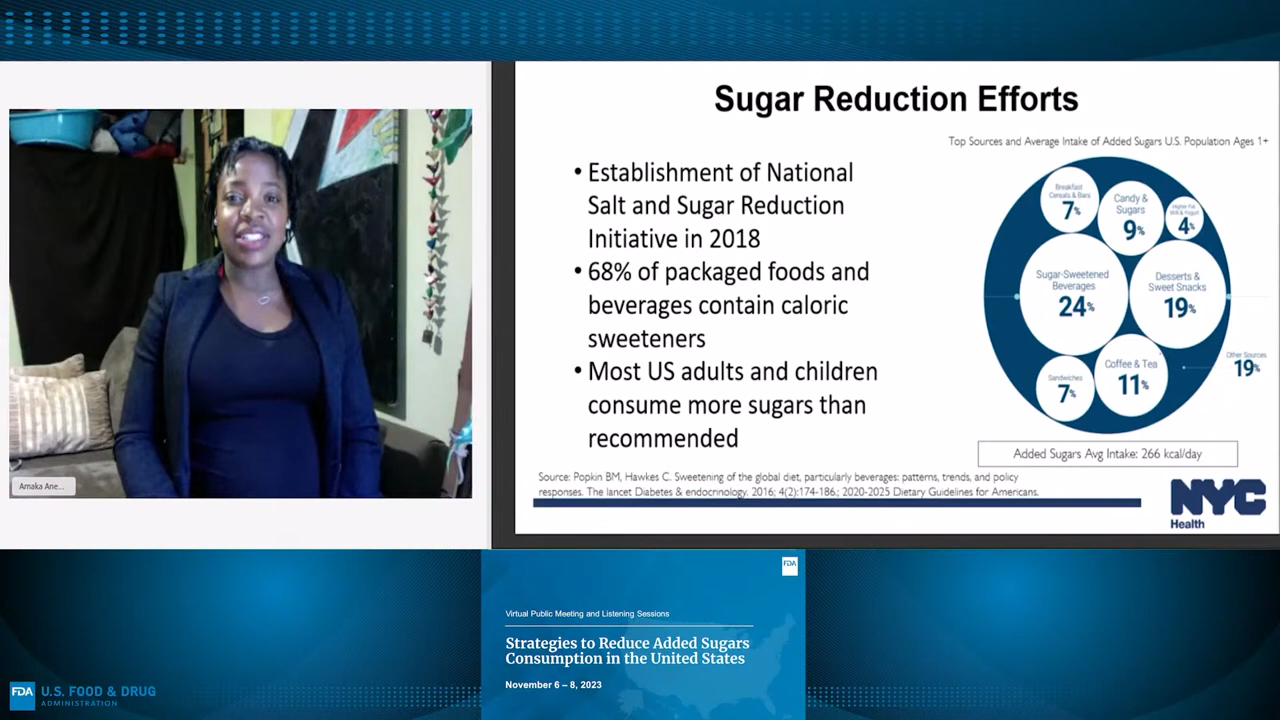 Sugar Reduction Efforts
Top Sources and Average Intake of Added Sugars U.S. Population Ages 1+
• Establishment of National
Salt and Sugar Reduction
Initiative in 2018
• 68% of packaged foods and
beverages contain caloric
sweeteners
• Most US adults and children
consume more sugars than
recommended
Breakfast
Cereals & Bars
7%
Candy &
Sugars
9%
Higher Fat
Milk & Yogurt
4%
Sugar-Sweetened
Beverages
24%
Desserts &
Sweet Snacks
19%
Sandwiches
7%
Coffee & Tea
11%
Other Sources
19%
Added Sugars Avg Intake: 266 kcal/day
Source: Popkin BM, Hawkes C. Sweetening of the global diet, particularly beverages: patterns, trends, and policy
responses. The lancet Diabetes & endocrinology. 2016; 4(2):174-186.; 2020-2025 Dietary Guidelines for Americans.
NYC
Health
Amaka Ane...
FDA
Virtual Public Meeting and Listening Sessions
Strategies to Reduce Added Sugars
Consumption in the United States
November 6 – 8, 2023
FDA U.S. FOOD & DRUG
ADMINISTRATION